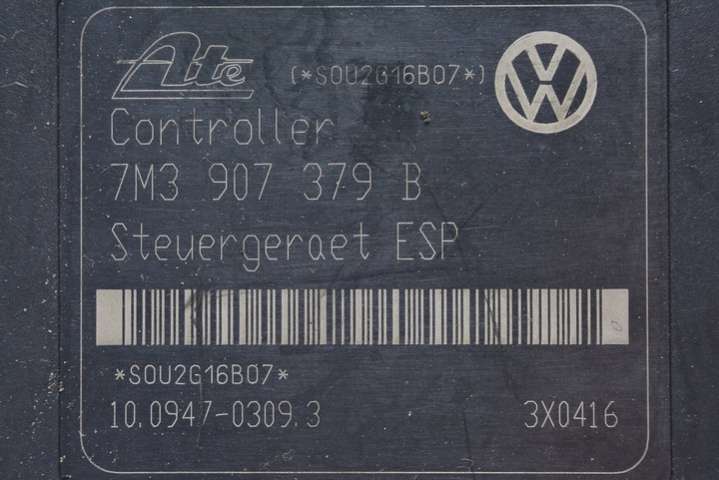 Ate (*S0U2G16B07*)
Controller
7M3 907 379 B
Steuergeraet ESP
*S0U2G16B07*
10.0947-0309.3 3X0416